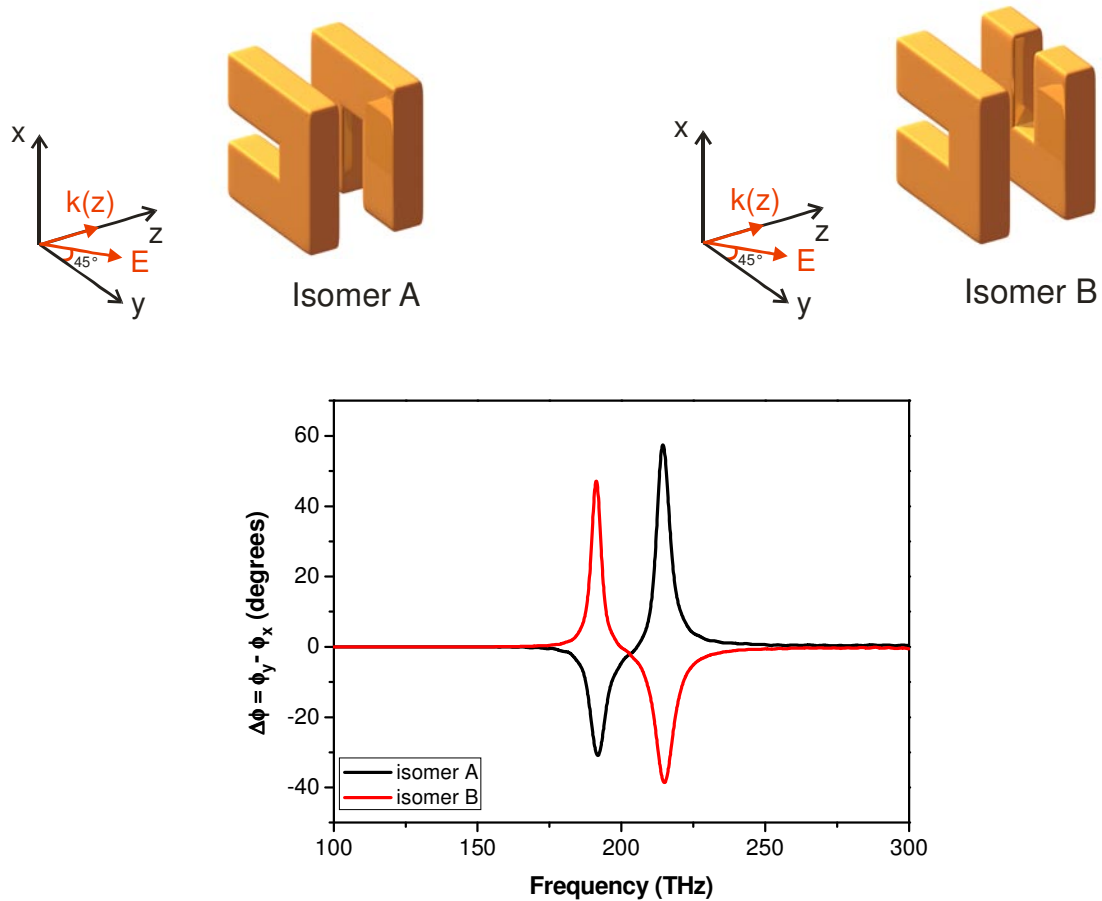 x
k(z)
z
45°
E
y
Isomer A
x
k(z)
z
45°
E
y
Isomer B
60
40
20
0
-20
-40
Δϕ = ϕy - ϕx (degrees)
isomer A
isomer B
100
150
200
250
300
Frequency (THz)